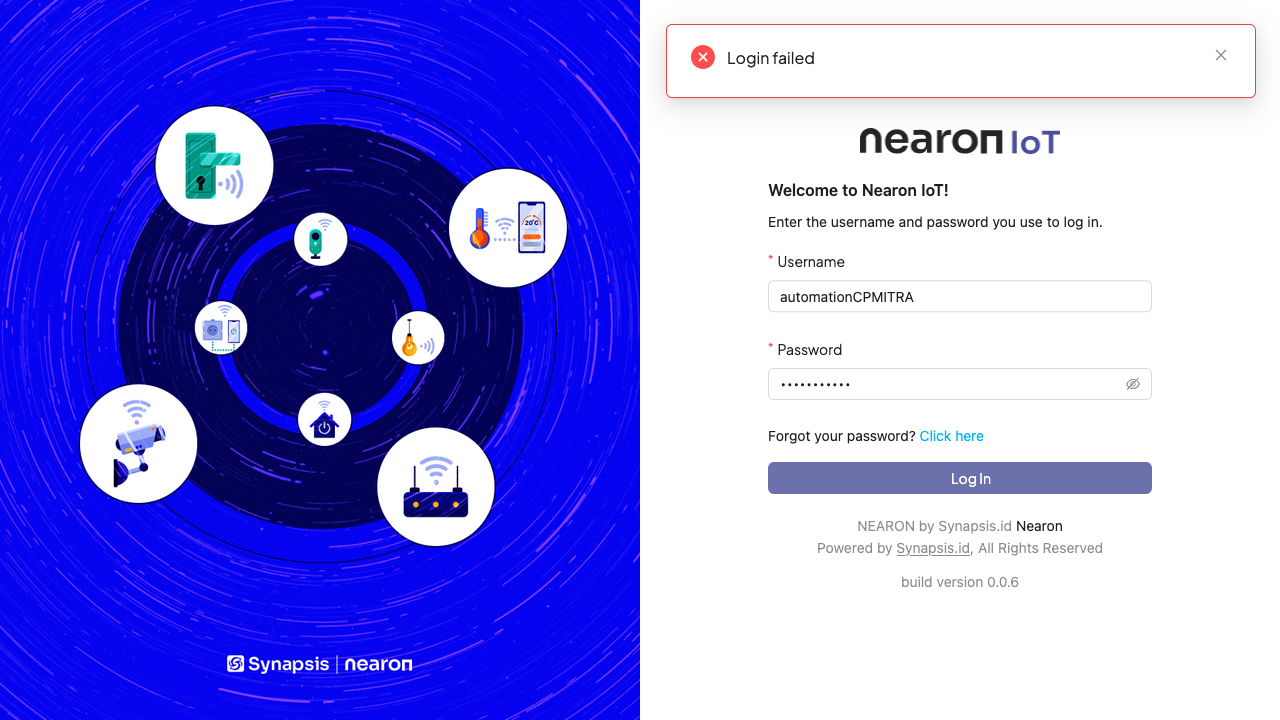 Login failed
nearon IoT
Welcome to Nearon IoT!
Enter the username and password you use to log in.
* Username
automationCPMITRA
* Password
•••••••••••
Forgot your password? Click here
Log In
NEARON by Synapsis.id Nearon
Powered by Synapsis.id, All Rights Reserved
build version 0.0.6
20°C
Synapsis | nearon